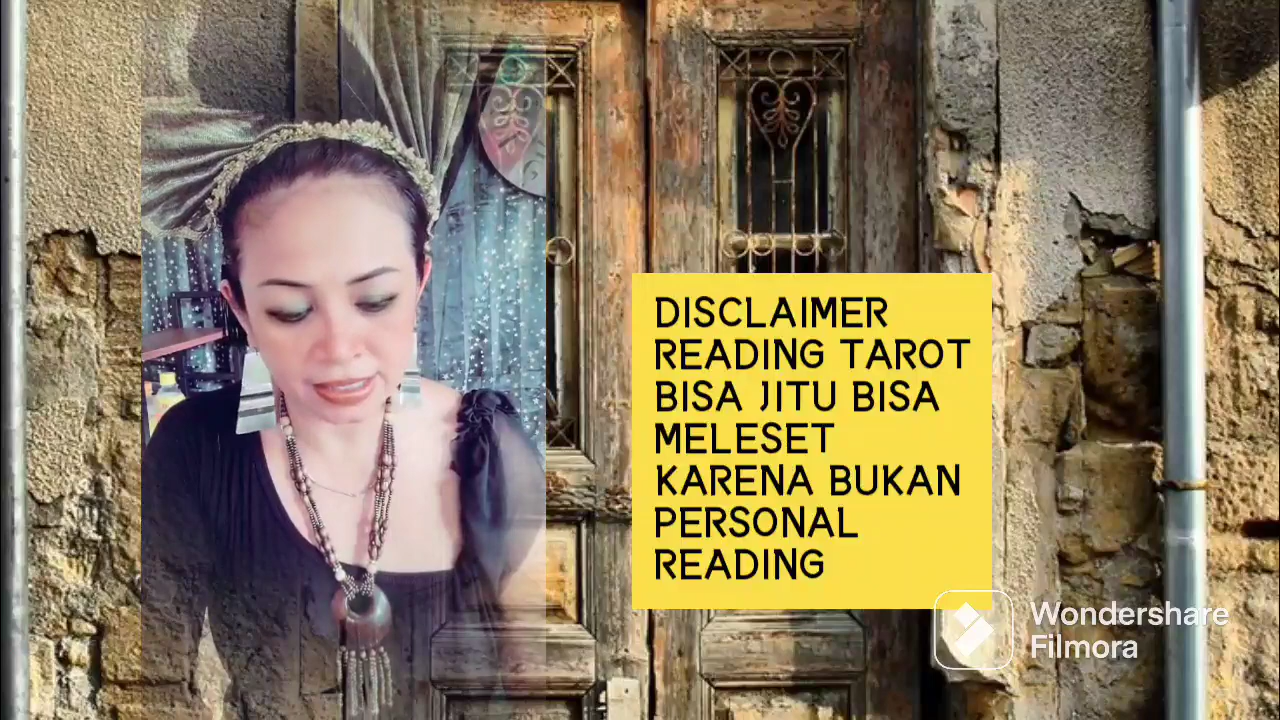 DISCLAIMER
READING TAROT
BISA JITU BISA
MELESET
KARENA BUKAN
PERSONAL
READING
Wondershare
Filmora